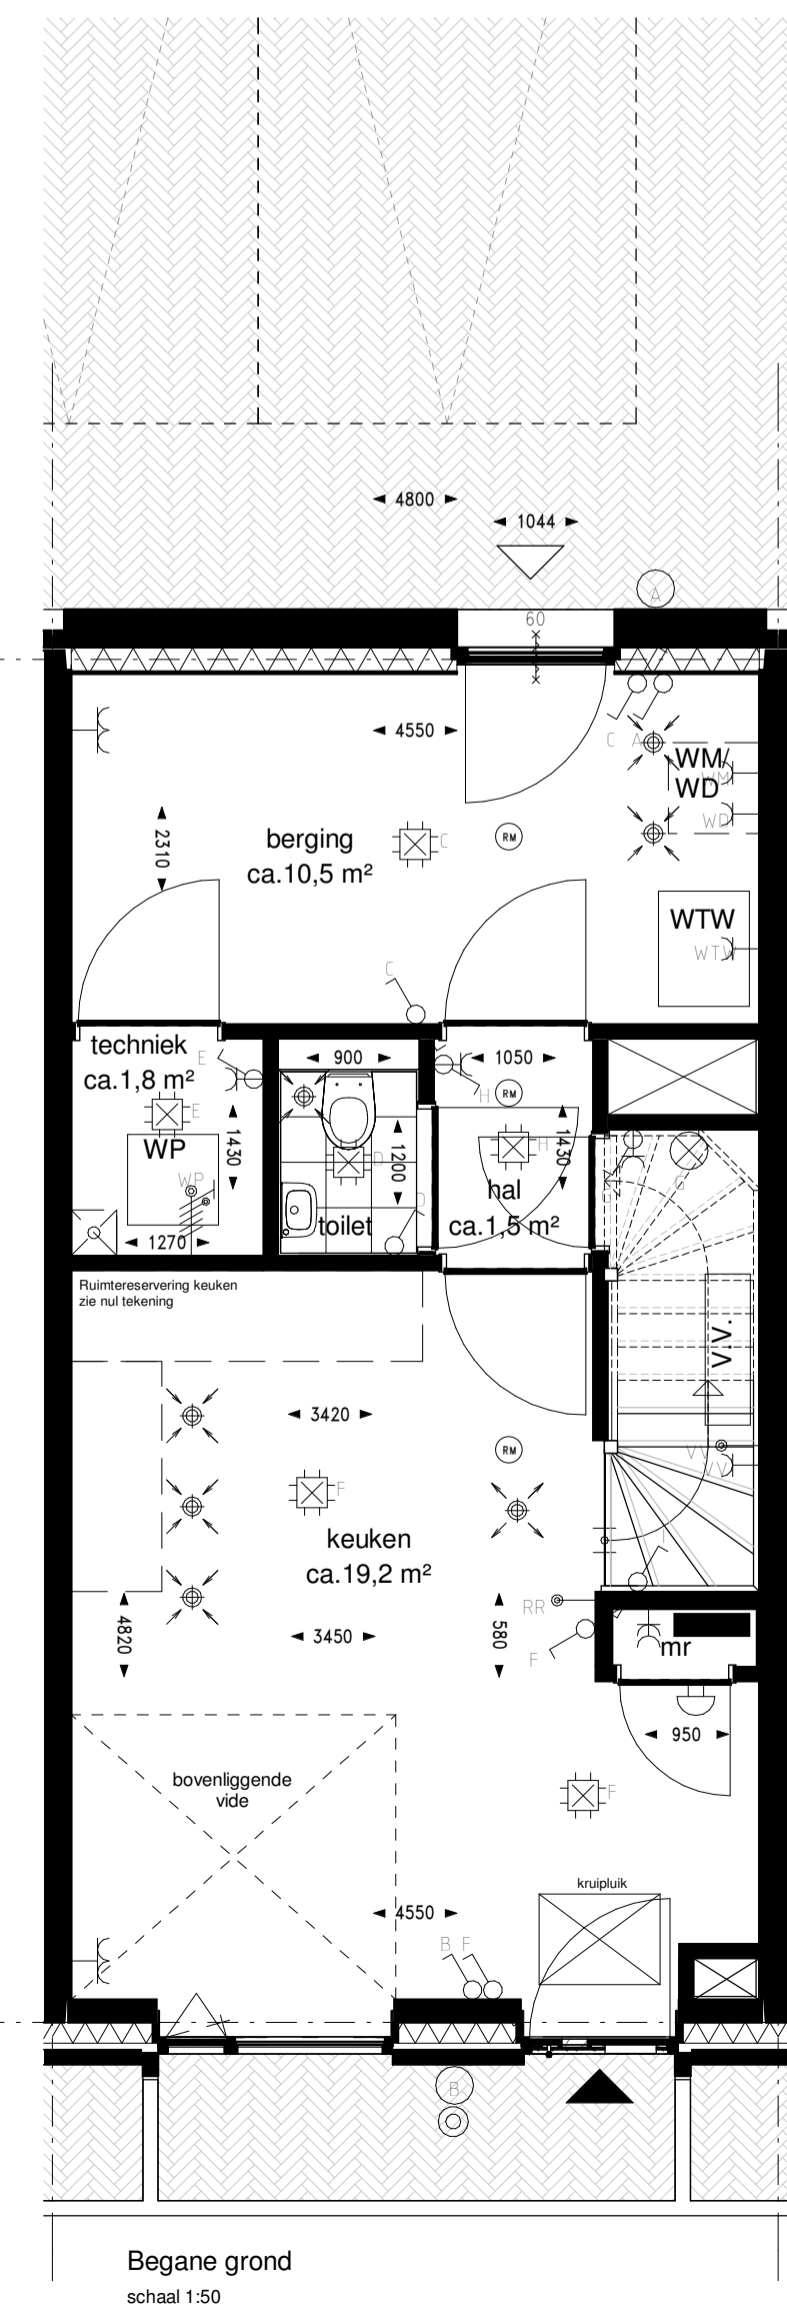 4800
1044
A
60
C A
4550
WM/
WD
WM
WD
2310
berging
ca.10,5 m²
C
RM
WTW
WTW
C
techniek
ca.1,8 m²
E
E
WP
WP
1430
1270
900
D
1200
D
toilet
1050
H
RM
H
1430
hal
ca.1,5 m²
G
V.V.
VV
VV
Ruimtereservering keuken
zie nul tekening
3420
RM
F
keuken
ca.19,2 m²
RR
F
4820
3450
580
mr
950
bovenliggende
vide
F
kruipluik
4550
B F
B
Begane grond
schaal 1:50